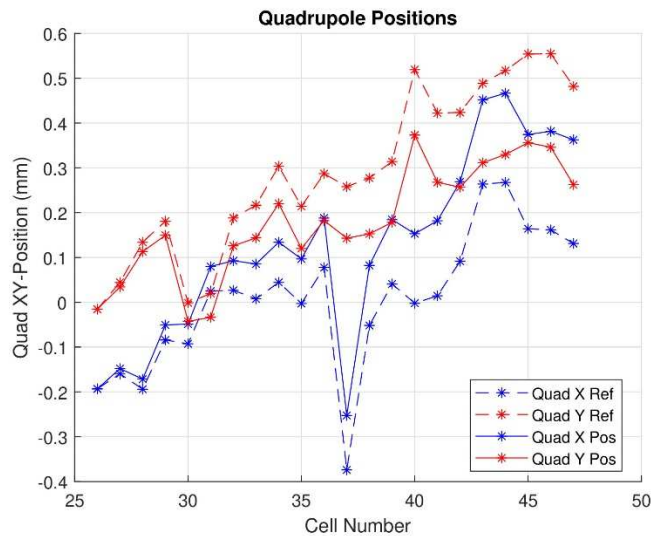 Quadrupole Positions
0.6
0.5
0.4
0.3
0.2
0.1
0
-0.1
-0.2
-0.3
-0.4
Quad XY-Position (mm)
25 30 35 40 45 50
Cell Number
Quad X Ref
Quad Y Ref
Quad X Pos
Quad Y Pos